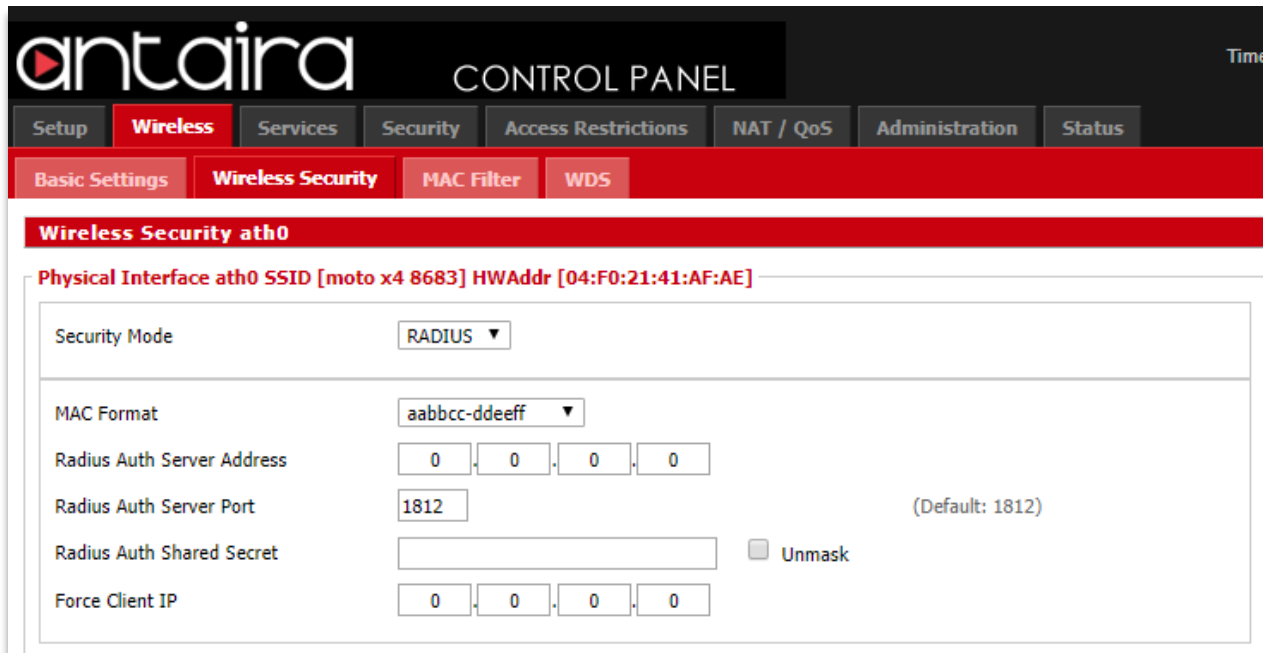 antaira CONTROL PANEL
Time
Setup Wireless Services Security Access Restrictions NAT / QoS Administration Status
Basic Settings Wireless Security MAC Filter WDS
Wireless Security ath0
Physical Interface ath0 SSID [moto x4 8683] HWAddr [04:F0:21:41:AF:AE]
Security Mode RADIUS
MAC Format aabbcc-ddeeff
Radius Auth Server Address 0 . 0 . 0 . 0
Radius Auth Server Port 1812 (Default: 1812)
Radius Auth Shared Secret Unmask
Force Client IP 0 . 0 . 0 . 0